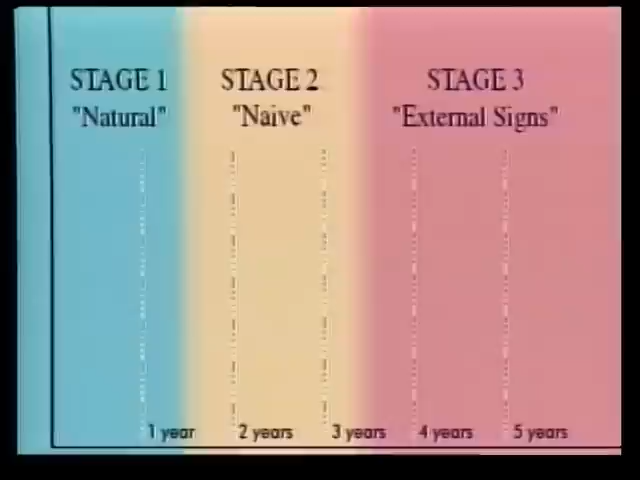 STAGE 1
"Natural"
STAGE 2
"Naive"
STAGE 3
"External Signs"
1 year
2 years
3 years
4 years
5 years